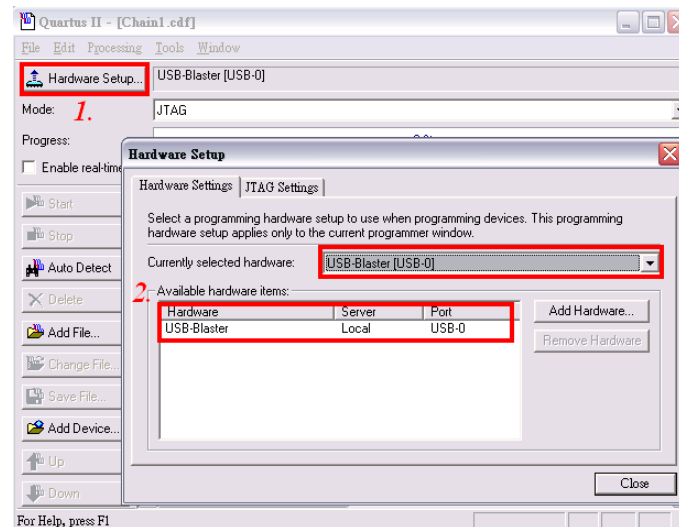 Quartus II - [Chain1.cdf]
File Edit Processing Tools Window
Hardware Setup... USB-Blaster [USB-0]
1.
Mode: JTAG
Progress:
Enable real-time
Start
Stop
Auto Detect
Delete
Add File...
Change File...
Save File...
Add Device...
Up
Down
For Help, press F1
Hardware Setup
Hardware Settings JTAG Settings
Select a programming hardware setup to use when programming devices. This programming
hardware setup applies only to the current programmer window.
Currently selected hardware: USB-Blaster [USB-0]
2.
Available hardware items:
Hardware Server Port
USB-Blaster Local USB-0
Add Hardware...
Remove Hardware
Close